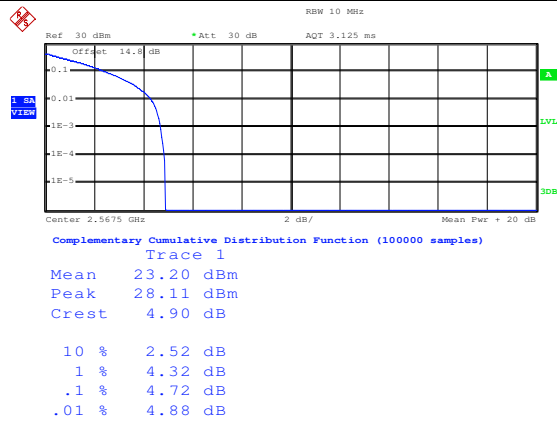 RBW 10 MHz
Ref 30 dBm *Att 30 dB AQT 3.125 ms
Offset 14.8 dB
0.1
A
0.01
1 SA
VIEW
1E-3
LVL
1E-4
1E-5
3DB
Center 2.5675 GHz 2 dB/ Mean Pwr + 20 dB
Complementary Cumulative Distribution Function (100000 samples)
Trace 1
Mean 23.20 dBm
Peak 28.11 dBm
Crest 4.90 dB
10 % 2.52 dB
1 % 4.32 dB
.1 % 4.72 dB
.01 % 4.88 dB